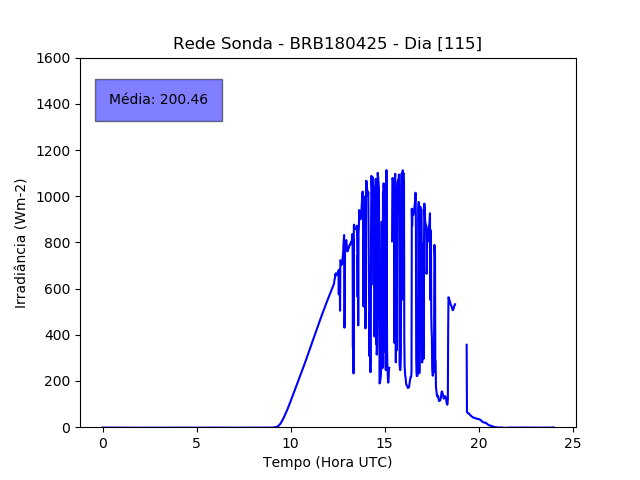 Rede Sonda - BRB180425 - Dia [115]
1600
1400
1200
1000
800
600
400
200
0
Média: 200.46
Irradiância (Wm-2)
0 5 10 15 20 25
Tempo (Hora UTC)